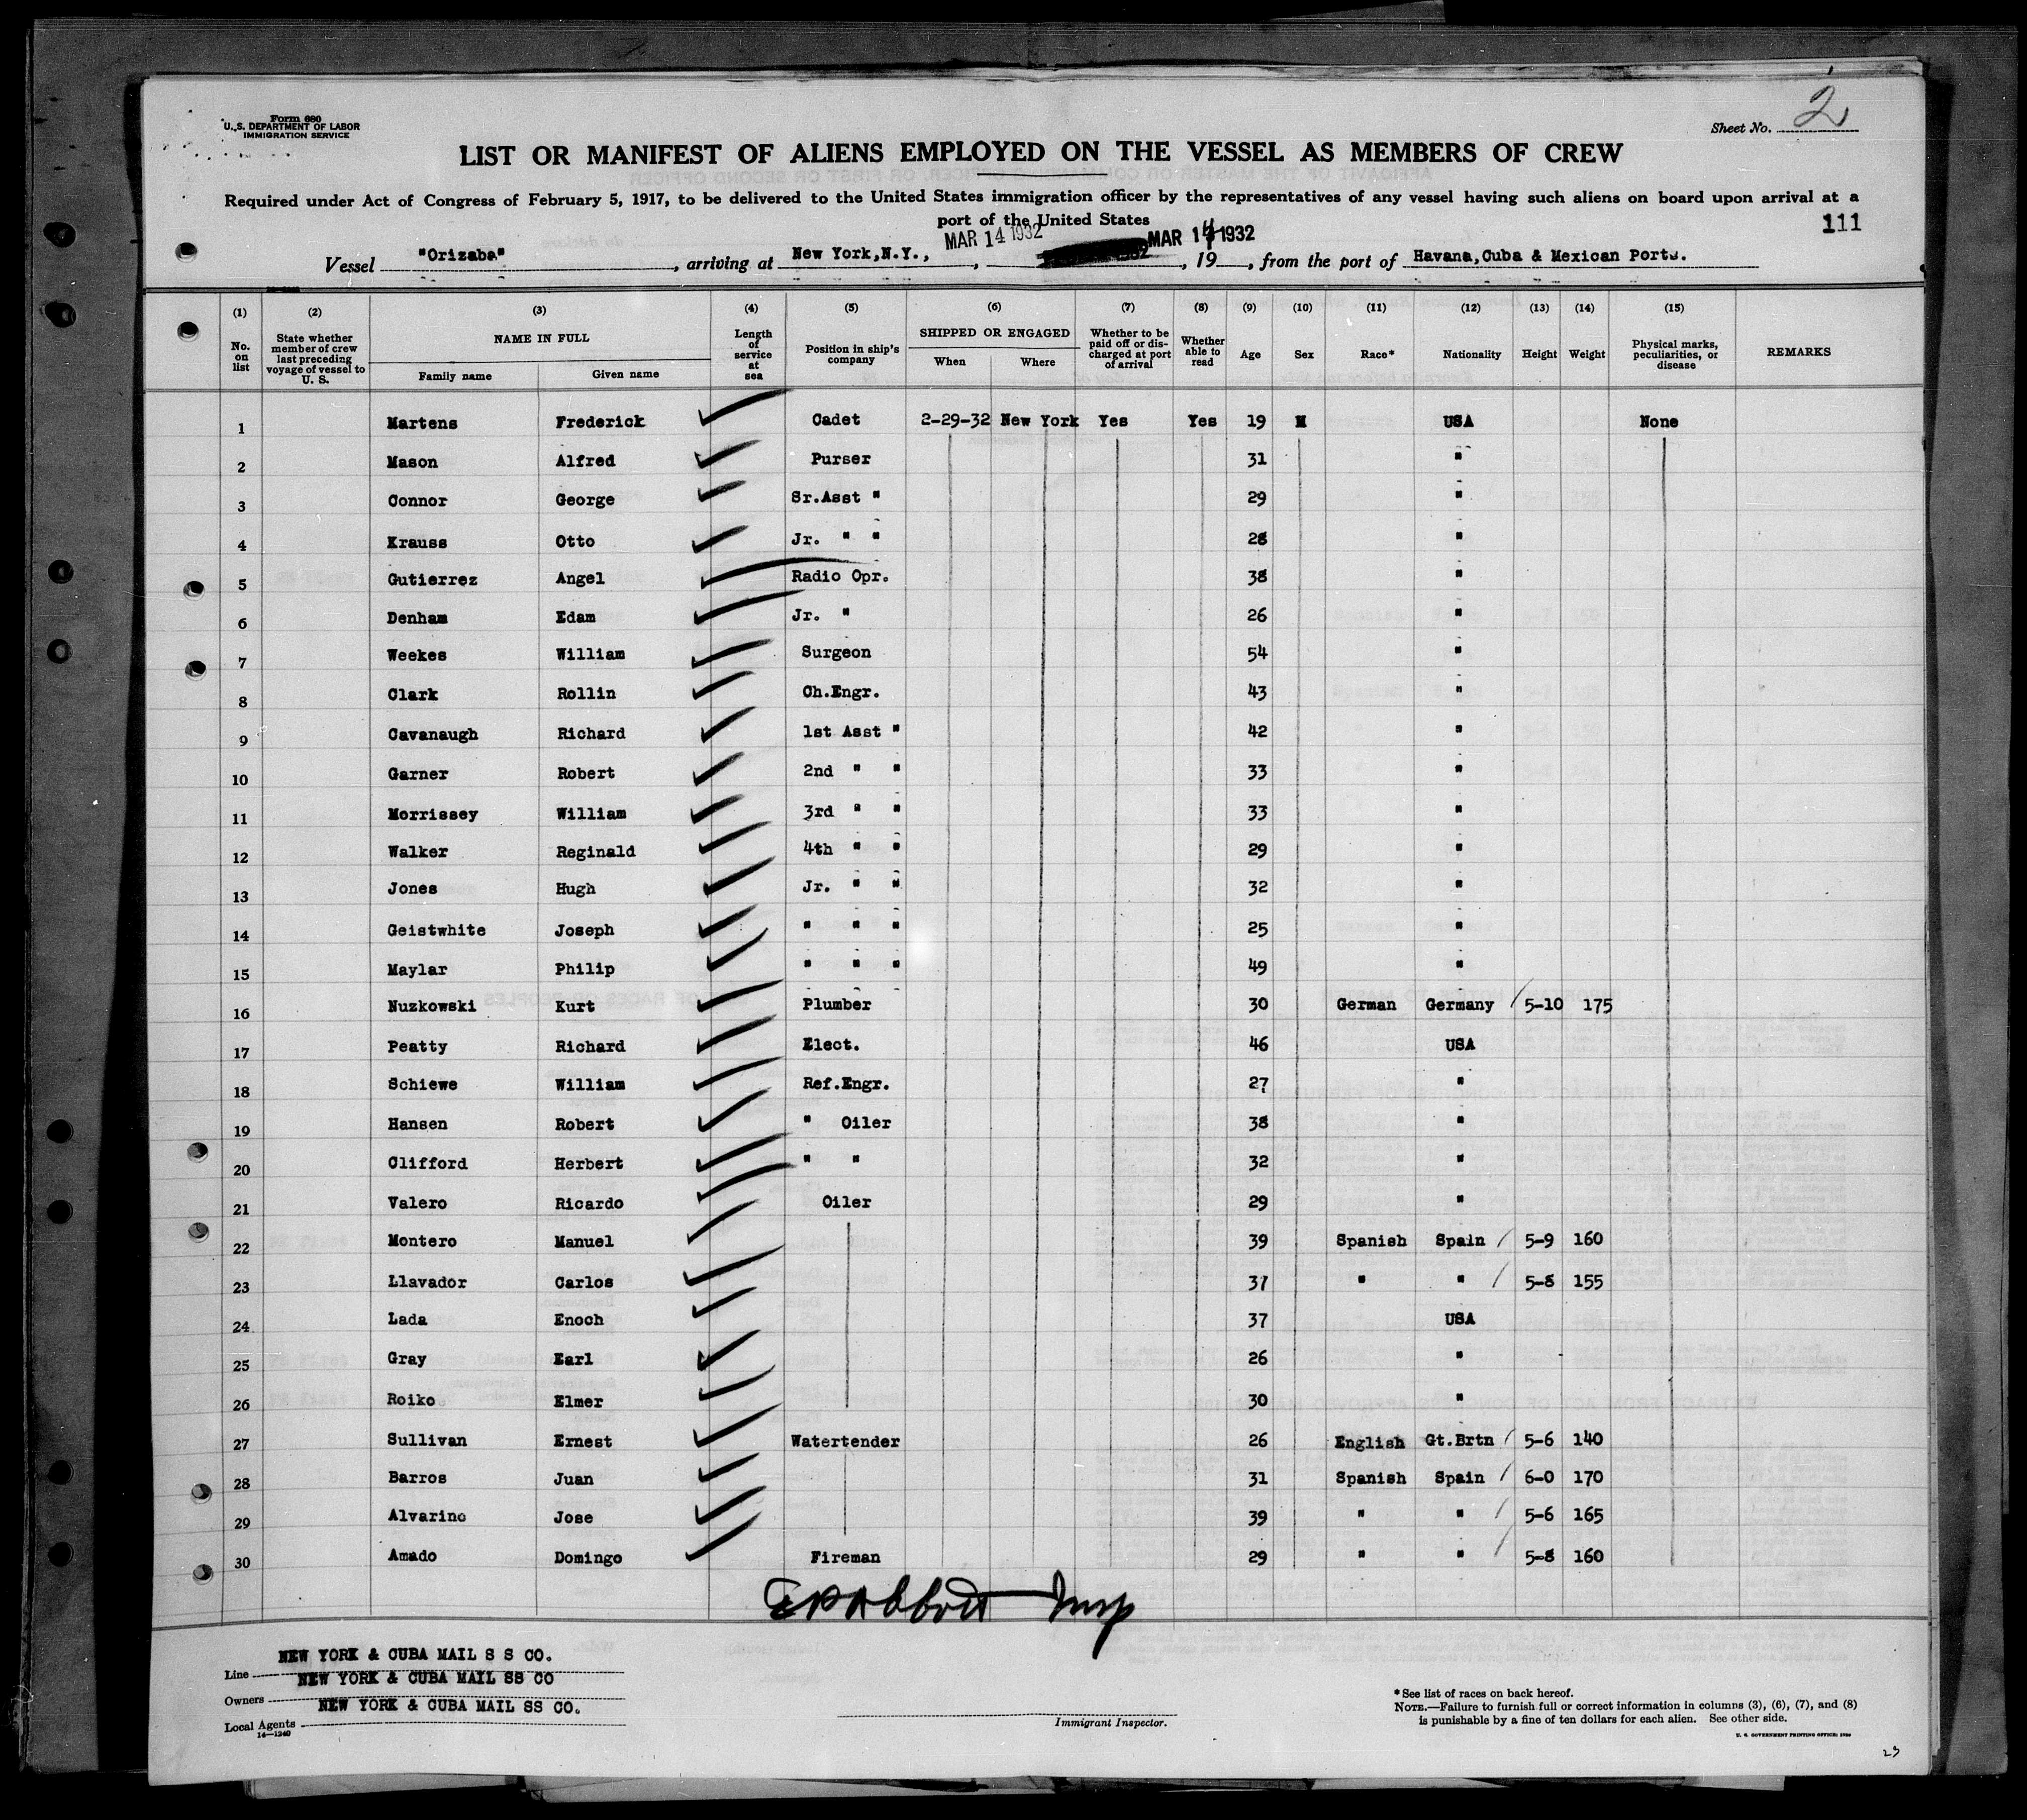 Form 680
U. S. DEPARTMENT OF LABOR
IMMIGRATION SERVICE
Sheet No. 2
LIST OR MANIFEST OF ALIENS EMPLOYED ON THE VESSEL AS MEMBERS OF CREW
Required under Act of Congress of February 5, 1917, to be delivered to the United States immigration officer by the representatives of any vessel having such aliens on board upon arrival at a
port of the United States
111
MAR 14 1932 MAR 14 1932
Vessel "Orizaba", arriving at New York,N.Y., , 19 , from the port of Havana,Cuba & Mexican Ports.
(1) (2) (3) (4) (5) (6) (7) (8) (9) (10) (11) (12) (13) (14) (15)
No. on list State whether member of crew last preceding voyage of vessel to U. S. NAME IN FULL Family name Given name Length of service at sea Position in ship's company SHIPPED OR ENGAGED When Where Whether to be paid off or discharged at port of arrival Whether able to read Age Sex Race* Nationality Height Weight Physical marks, peculiarities, or disease REMARKS
1 Martens Frederick Cadet 2-29-32 New York Yes Yes 19 M USA None
2 Mason Alfred Purser 31 "
3 Connor George Sr.Asst " 29 "
4 Krauss Otto Jr. " " 28 "
5 Gutierrez Angel Radio Opr. 38 "
6 Denham Edam Jr. " 26 "
7 Weekes William Surgeon 54 "
8 Clark Rollin Ch.Engr. 43 "
9 Cavanaugh Richard 1st Asst " 42 "
10 Garner Robert 2nd " " 33 "
11 Morrissey William 3rd " " 33 "
12 Walker Reginald 4th " " 29 "
13 Jones Hugh Jr. " " 32 "
14 Geistwhite Joseph " " " 25 "
15 Maylar Philip " " " 49 "
16 Nuzkowski Kurt Plumber 30 German Germany 5-10 175
17 Peatty Richard Elect. 46 USA
18 Schiewe William Ref.Engr. 27 "
19 Hansen Robert " Oiler 38 "
20 Clifford Herbert " " 32 "
21 Valero Ricardo Oiler 29 "
22 Montero Manuel 39 Spanish Spain 5-9 160
23 Llavador Carlos 37 " " 5-8 155
24 Lada Enoch 37 USA
25 Gray Earl 26 "
26 Roiko Elmer 30 "
27 Sullivan Ernest Watertender 26 English Gt.Brtn 5-6 140
28 Barros Juan 31 Spanish Spain 6-0 170
29 Alvarino Jose 39 " " 5-6 165
30 Amado Domingo Fireman 29 " " 5-8 160
EPAbbott Insp
Line NEW YORK & CUBA MAIL S S CO.
Owners NEW YORK & CUBA MAIL SS CO
Local Agents NEW YORK & CUBA MAIL SS CO.
14—1240
Immigrant Inspector.
* See list of races on back hereof.
NOTE.—Failure to furnish full or correct information in columns (3), (6), (7), and (8)
is punishable by a fine of ten dollars for each alien. See other side.
23